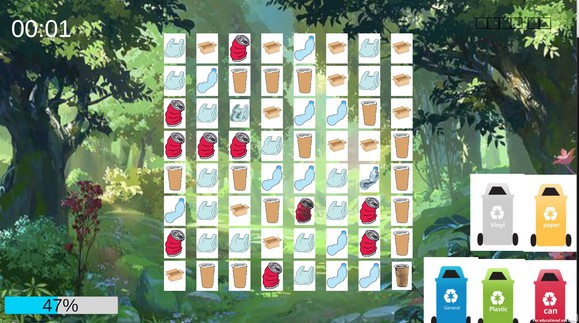 00:01
Vinyl
paper
47%
General
Plastic
can